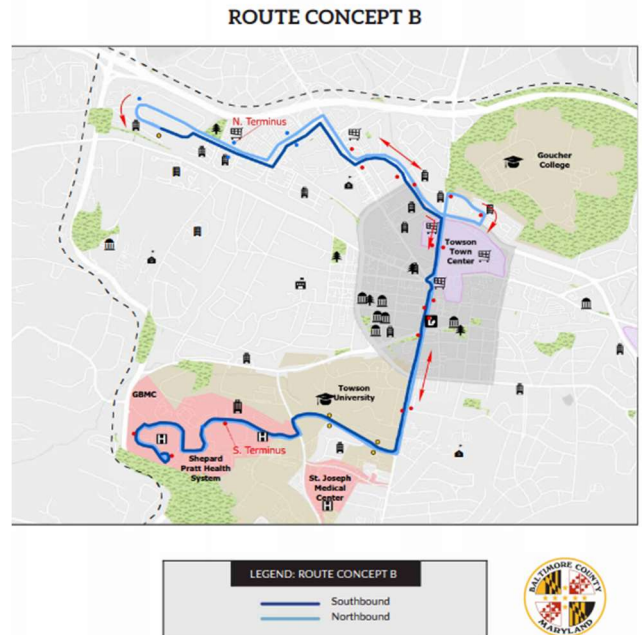 ROUTE CONCEPT B
N. Terminus
Goucher
College
Towson
Town
Center
GBMC
Towson
University
S. Terminus
Shepard
Pratt Health
System
St. Joseph
Medical
Center
LEGEND: ROUTE CONCEPT B
Southbound
Northbound
BALTIMORE COUNTY
MARYLAND